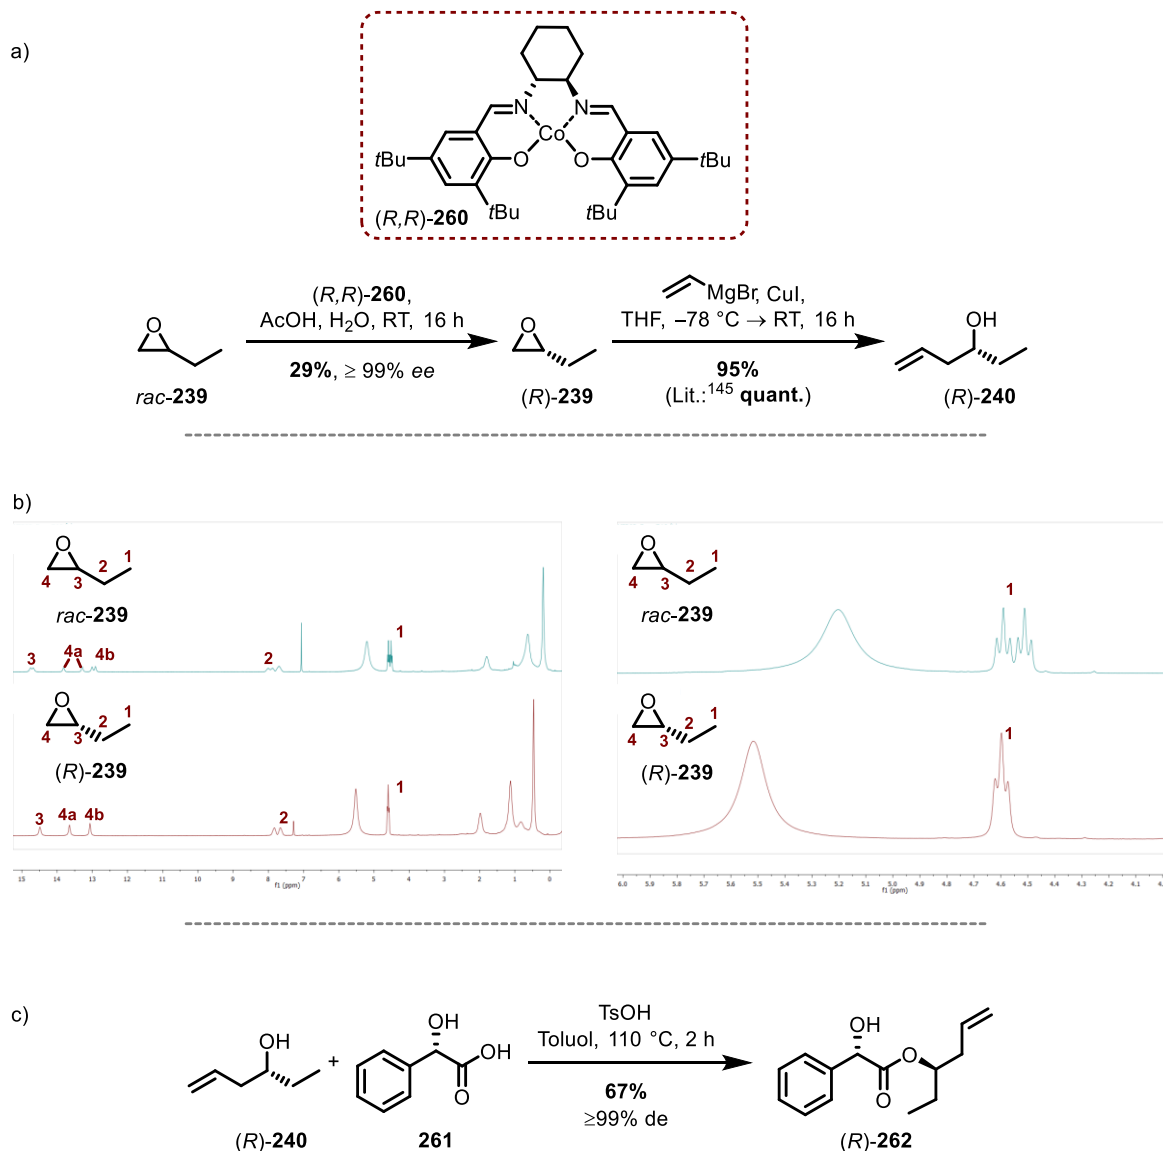 a)
N
N
Co
tBu
O
O
tBu
tBu
tBu
(R,R)-260
(R,R)-260,
AcOH, H₂O, RT, 16 h
29%, ≥ 99% ee
MgBr, CuI,
THF, –78 °C → RT, 16 h
95%
(Lit.:¹⁴⁵ quant.)
O
rac-239
O
(R)-239
OH
(R)-240
b)
O
1
2
4
3
rac-239
3
4a
4b
2
1
O
1
2
4
3
(R)-239
3
4a
4b
2
1
15 14 13 12 11 10 9 8 7 6 5 4 3 2 1 0
f1 (ppm)
O
1
2
4
3
rac-239
1
O
1
2
4
3
(R)-239
1
6.0 5.9 5.8 5.7 5.6 5.5 5.4 5.3 5.2 5.1 5.0 4.9 4.8 4.7 4.6 4.5 4.4 4.3 4.2 4.1 4.0
f1 (ppm)
c)
OH
(R)-240
+
OH
OH
O
261
TsOH
Toluol, 110 °C, 2 h
67%
≥99% de
OH
O
O
(R)-262